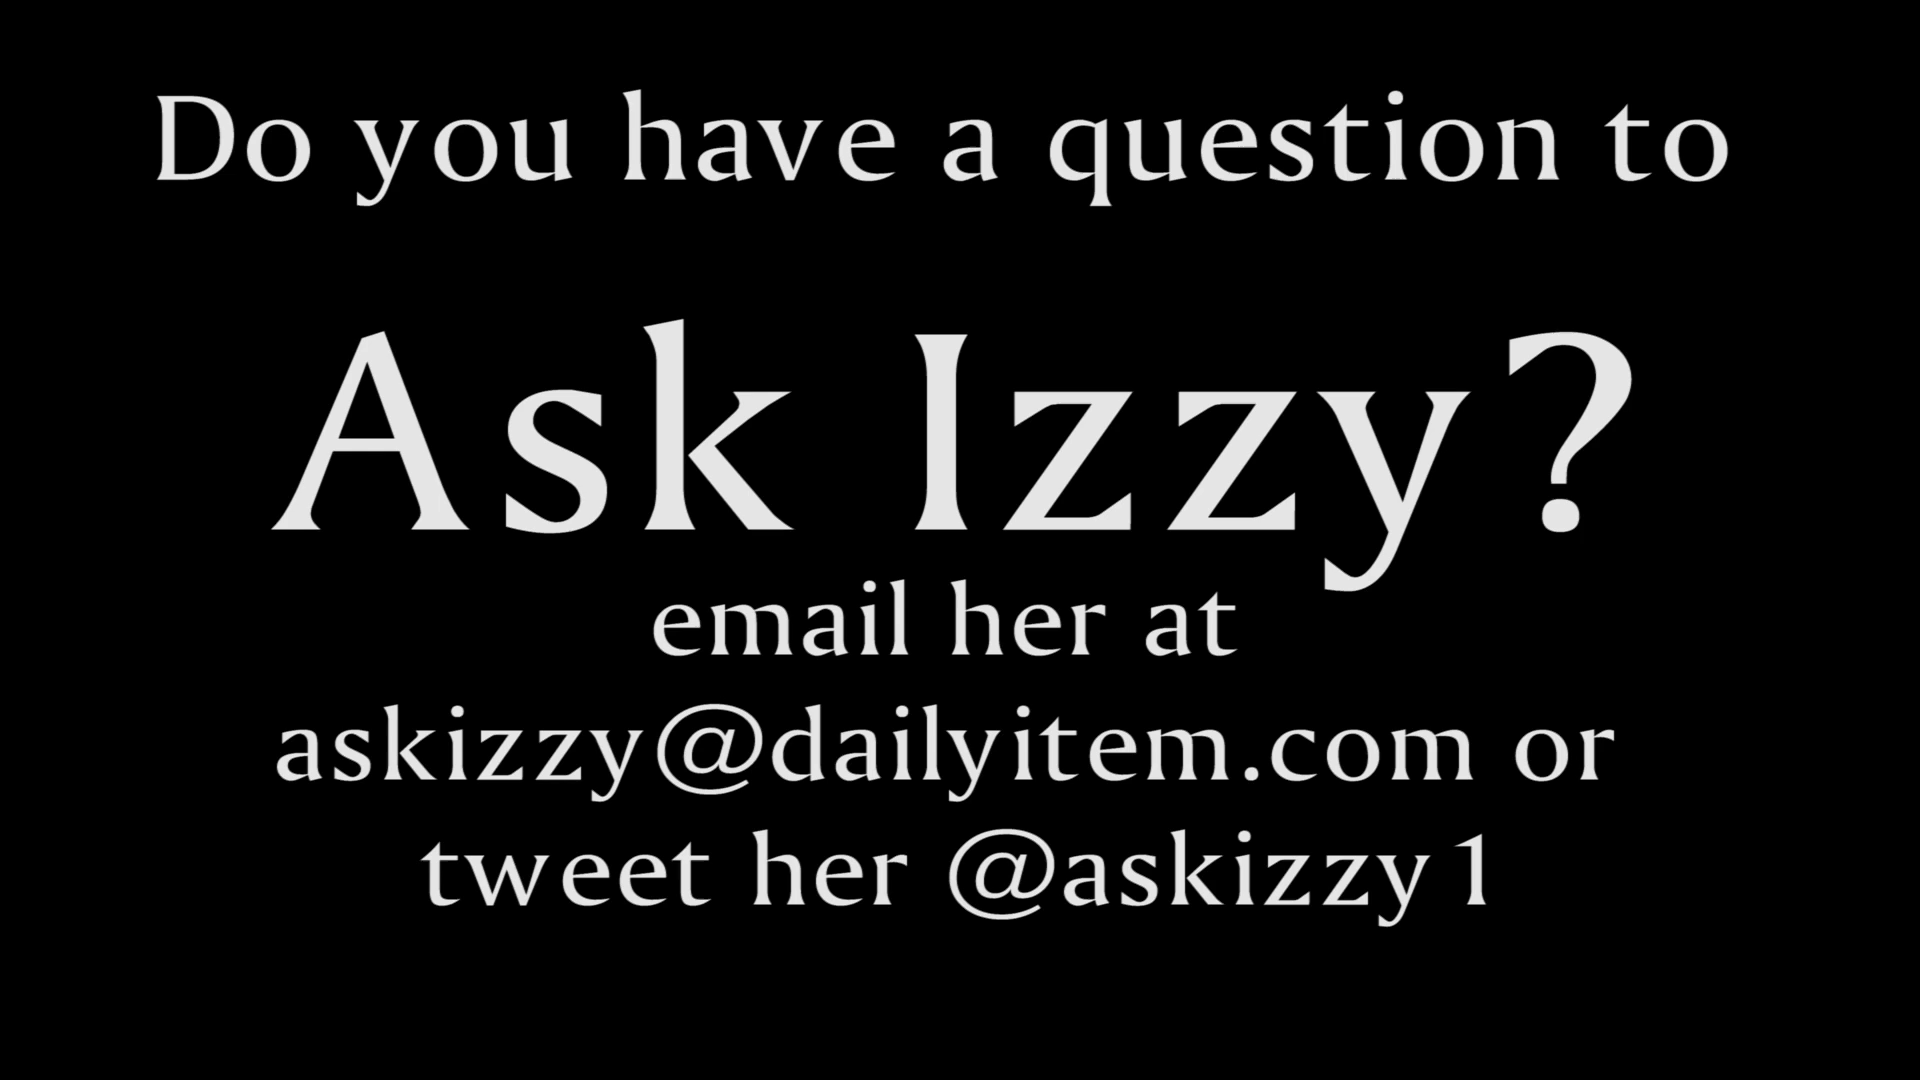 Do you have a question to
Ask Izzy?
email her at
askizzy@dailyitem.com or
tweet her @askizzy1